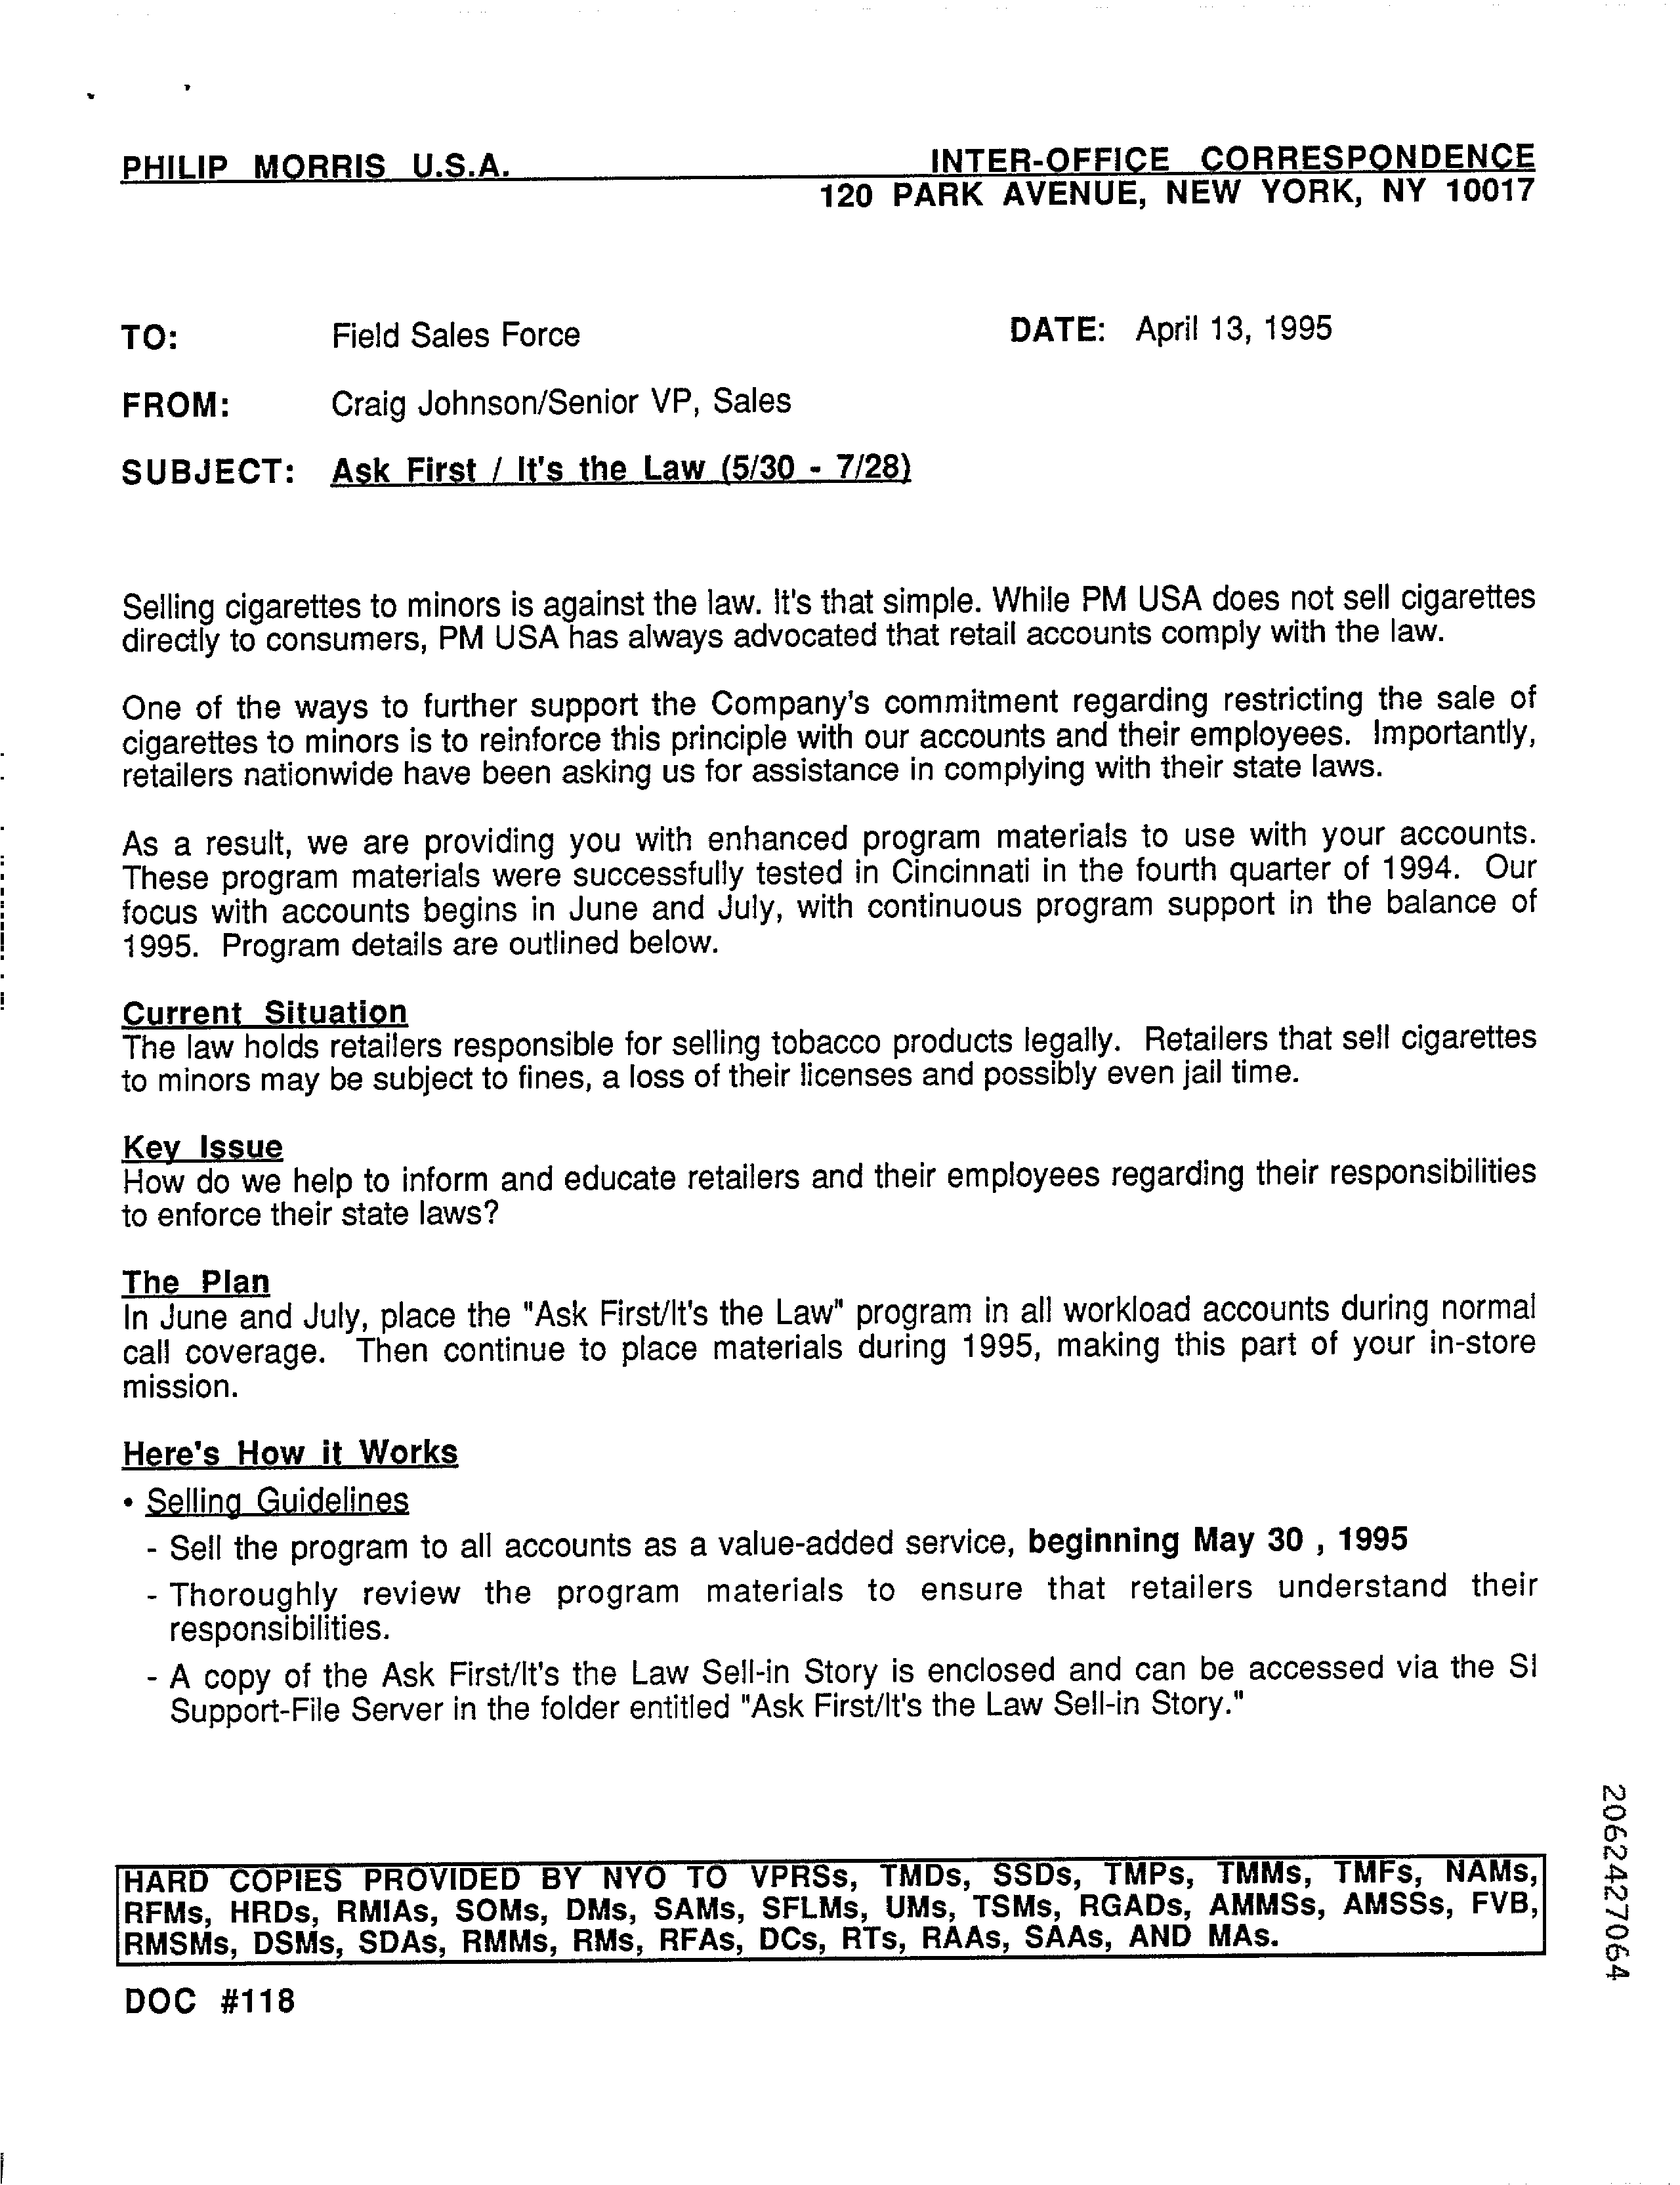 PHILIP MORRIS U.S.A. INTER-OFFICE CORRESPONDENCE
120 PARK AVENUE, NEW YORK, NY 10017
TO: Field Sales Force DATE: April 13, 1995
FROM: Craig Johnson/Senior VP, Sales
SUBJECT: Ask First / It's the Law (5/30 - 7/28)
Selling cigarettes to minors is against the law. It's that simple. While PM USA does not sell cigarettes
directly to consumers, PM USA has always advocated that retail accounts comply with the law.
One of the ways to further support the Company's commitment regarding restricting the sale of
cigarettes to minors is to reinforce this principle with our accounts and their employees. Importantly,
retailers nationwide have been asking us for assistance in complying with their state laws.
As a result, we are providing you with enhanced program materials to use with your accounts.
These program materials were successfully tested in Cincinnati in the fourth quarter of 1994. Our
focus with accounts begins in June and July, with continuous program support in the balance of
1995. Program details are outlined below.
Current Situation
The law holds retailers responsible for selling tobacco products legally. Retailers that sell cigarettes
to minors may be subject to fines, a loss of their licenses and possibly even jail time.
Key Issue
How do we help to inform and educate retailers and their employees regarding their responsibilities
to enforce their state laws?
The Plan
In June and July, place the "Ask First/It's the Law" program in all workload accounts during normal
call coverage. Then continue to place materials during 1995, making this part of your in-store
mission.
Here's How it Works
• Selling Guidelines
- Sell the program to all accounts as a value-added service, beginning May 30 , 1995
- Thoroughly review the program materials to ensure that retailers understand their
responsibilities.
- A copy of the Ask First/It's the Law Sell-in Story is enclosed and can be accessed via the SI
Support-File Server in the folder entitled "Ask First/It's the Law Sell-in Story."
HARD COPIES PROVIDED BY NYO TO VPRSs, TMDs, SSDs, TMPs, TMMs, TMFs, NAMs,
RFMs, HRDs, RMIAs, SOMs, DMs, SAMs, SFLMs, UMs, TSMs, RGADs, AMMSs, AMSSs, FVB,
RMSMs, DSMs, SDAs, RMMs, RMs, RFAs, DCs, RTs, RAAs, SAAs, AND MAs.
DOC #118
2062427064